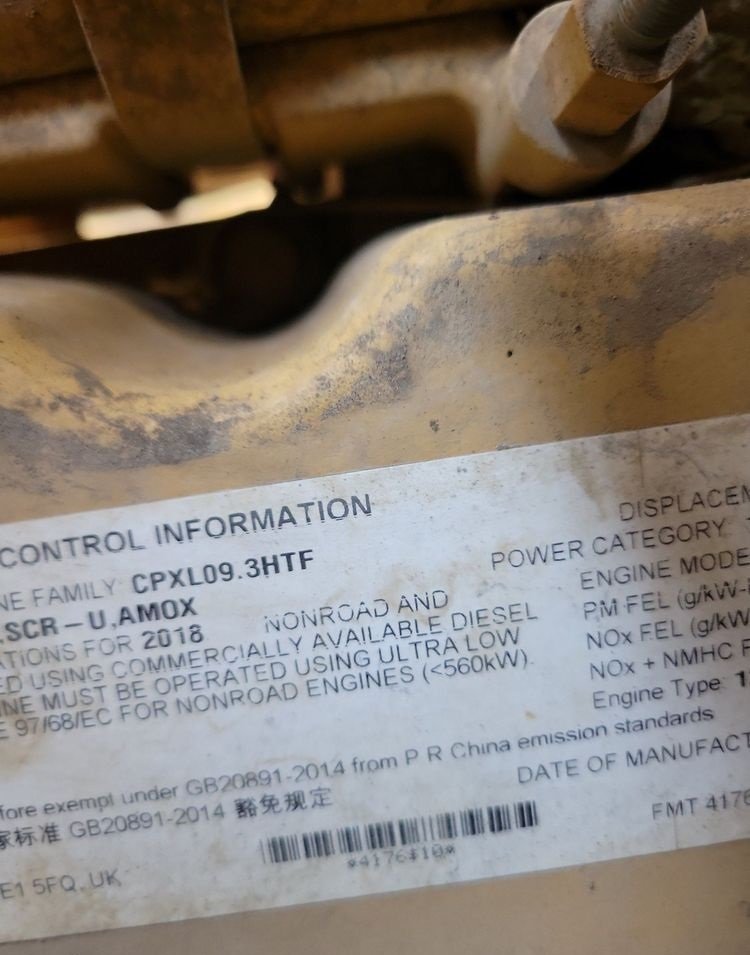 CONTROL INFORMATION
NE FAMILY CPXL09.3HTF
,SCR-U,AMOX
ATIONS FOR 2018 NONROAD AND
ED USING COMMERCIALLY AVAILABLE DIESEL
INE MUST BE OPERATED USING ULTRA LOW
E 97/68/EC FOR NONROAD ENGINES (<560kW).
DISPLACEM
POWER CATEGORY
ENGINE MODE
PM FEL (g/kW-
NOx FEL (g/kW
NOx + NMHC F
Engine Type 1
fore exempt under GB20891-2014 from P R China emission standards
家标准 GB20891-2014 豁免规定
DATE OF MANUFACT
*4176$10*
FMT 4176
E1 5FQ. UK